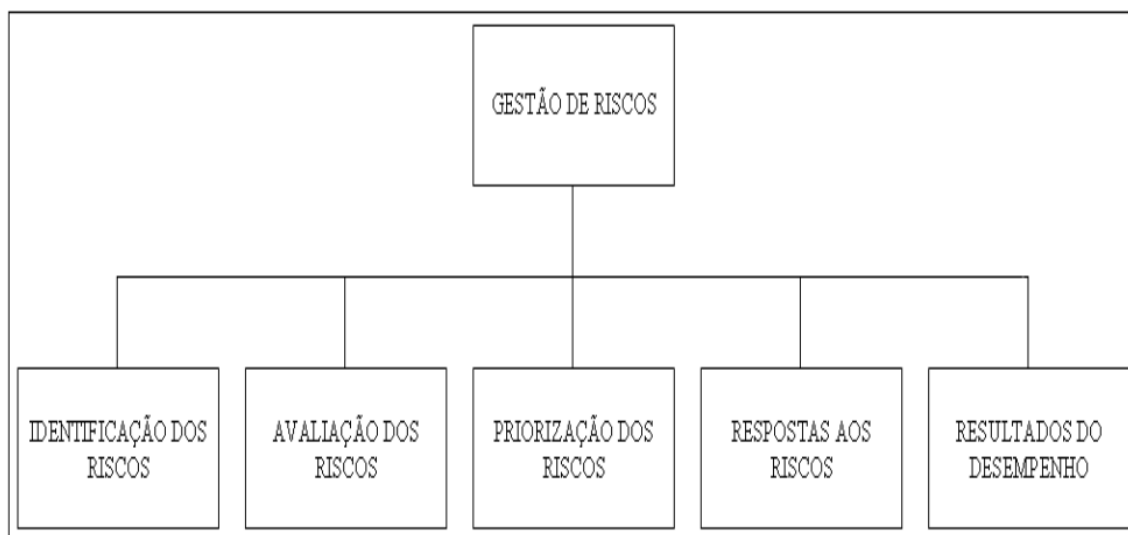 GESTÃO DE RISCOS
IDENTIFICAÇÃO DOS
RISCOS
AVALIAÇÃO DOS
RISCOS
PRIORIZAÇÃO DOS
RISCOS
RESPOSTAS AOS
RISCOS
RESULTADOS DO
DESEMPENHO